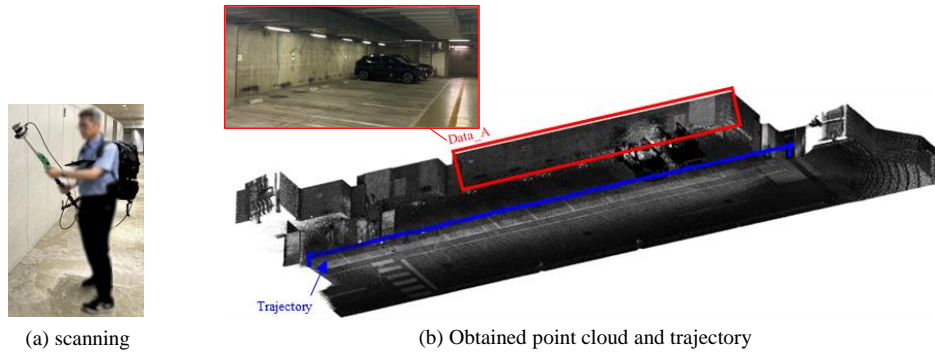 Data_A
Trajectory
(a) scanning
(b) Obtained point cloud and trajectory